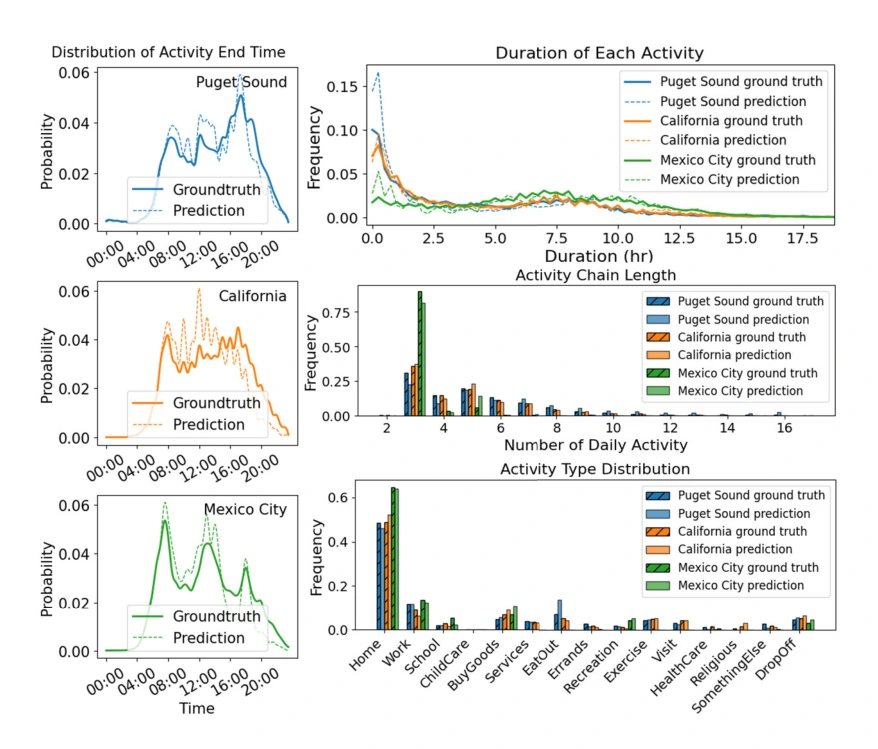 Distribution of Activity End Time
Puget Sound
0.06
0.04
0.02
0.00
Probability
Groundtruth
Prediction
00:00 04:00 08:00 12:00 16:00 20:00
California
0.06
0.04
0.02
0.00
Probability
Groundtruth
Prediction
00:00 04:00 08:00 12:00 16:00 20:00
Mexico City
0.06
0.04
0.02
0.00
Probability
Groundtruth
Prediction
00:00 04:00 08:00 12:00 16:00 20:00
Time
Duration of Each Activity
0.15
0.10
0.05
0.00
Frequency
Puget Sound ground truth
Puget Sound prediction
California ground truth
California prediction
Mexico City ground truth
Mexico City prediction
0.0 2.5 5.0 7.5 10.0 12.5 15.0 17.5
Duration (hr)
Activity Chain Length
0.75
0.50
0.25
0.00
Frequency
Puget Sound ground truth
Puget Sound prediction
California ground truth
California prediction
Mexico City ground truth
Mexico City prediction
2 4 6 8 10 12 14 16
Number of Daily Activity
Activity Type Distribution
0.6
0.4
0.2
0.0
Frequency
Puget Sound ground truth
Puget Sound prediction
California ground truth
California prediction
Mexico City ground truth
Mexico City prediction
Home
Work
School
ChildCare
BuyGoods
Services
EatOut
Errands
Recreation
Exercise
Visit
HealthCare
Religious
SomethingElse
DropOff